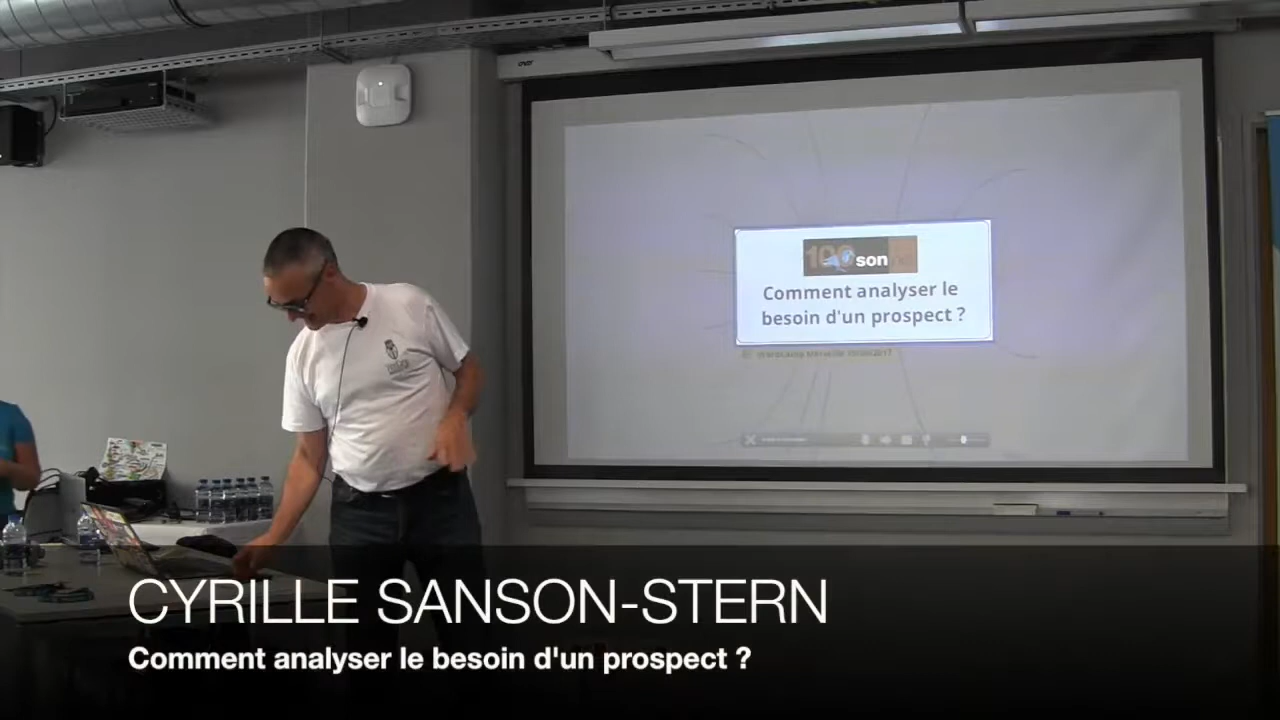 son
Comment analyser le
besoin d'un prospect ?
CYRILLE SANSON-STERN
Comment analyser le besoin d'un prospect ?